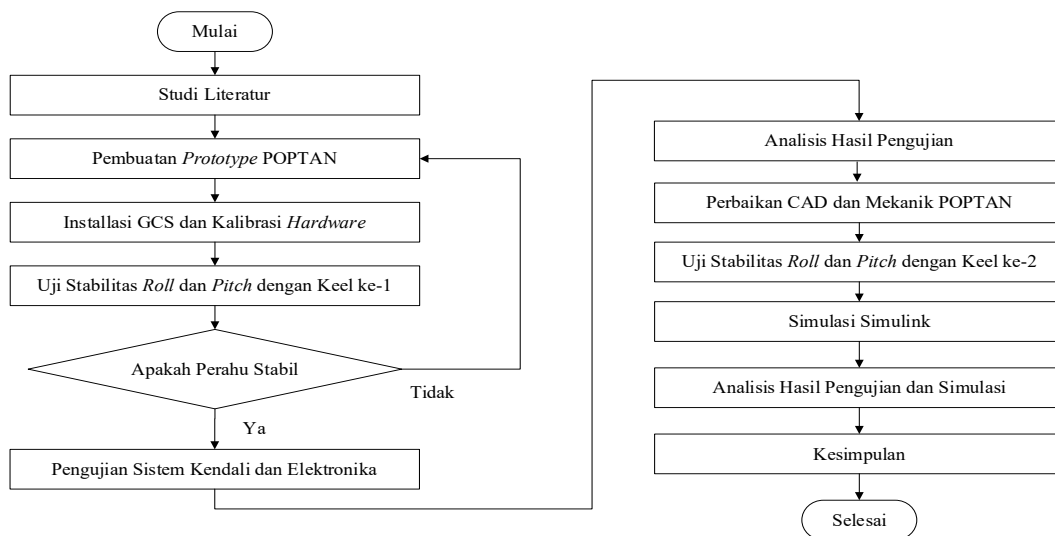 Mulai
Studi Literatur
Pembuatan Prototype POPTAN
Installasi GCS dan Kalibrasi Hardware
Uji Stabilitas Roll dan Pitch dengan Keel ke-1
Apakah Perahu Stabil
Tidak
Ya
Pengujian Sistem Kendali dan Elektronika
Analisis Hasil Pengujian
Perbaikan CAD dan Mekanik POPTAN
Uji Stabilitas Roll dan Pitch dengan Keel ke-2
Simulasi Simulink
Analisis Hasil Pengujian dan Simulasi
Kesimpulan
Selesai